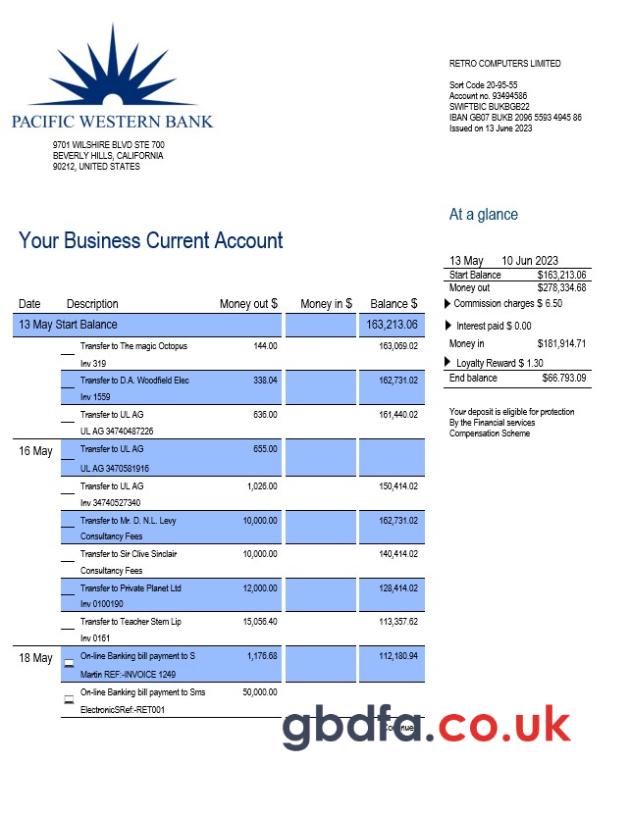 PACIFIC WESTERN BANK
9701 WILSHIRE BLVD STE 700
BEVERLY HILLS, CALIFORNIA
90212, UNITED STATES
RETRO COMPUTERS LIMITED
Sort Code 20-95-55
Account no. 93494586
SWIFTBIC BUKBGB22
IBAN GB07 BUKB 2096 5593 4945 86
Issued on 13 June 2023
At a glance
13 May 10 Jun 2023
Start Balance $163,213.06
Money out $278,334.68
Commission charges $ 6.50
Interest paid $ 0.00
Money in $181,914.71
Loyalty Reward $ 1.30
End balance $66.793.09
Your deposit is eligible for protection
By the Financial services
Compensation Scheme
Your Business Current Account
Date Description Money out $ Money in $ Balance $
13 May Start Balance 163,213.06
Transfer to The magic Octopus 144.00 163,069.02
Inv 319
Transfer to D.A. Woodfield Elec 338.04 162,731.02
Inv 1559
Transfer to UL AG 636.00 161,440.02
UL AG 34740487226
16 May Transfer to UL AG 655.00
UL AG 3470581916
Transfer to UL AG 1,026.00 150,414.02
Inv 34740527340
Transfer to Mr. D. N.L. Levy 10,000.00 162,731.02
Consultancy Fees
Transfer to Sir Clive Sinclair 10,000.00 140,414.02
Consultancy Fees
Transfer to Private Planet Ltd 12,000.00 128,414.02
Inv 0100190
Transfer to Teacher Stem Lip 15,056.40 113,357.62
Inv 0161
18 May On-line Banking bill payment to S 1,176.68 112,180.94
Martin REF:-INVOICE 1249
On-line Banking bill payment to Sms 50,000.00
ElectronicSRef:-RET001
gbdfa.co.uk